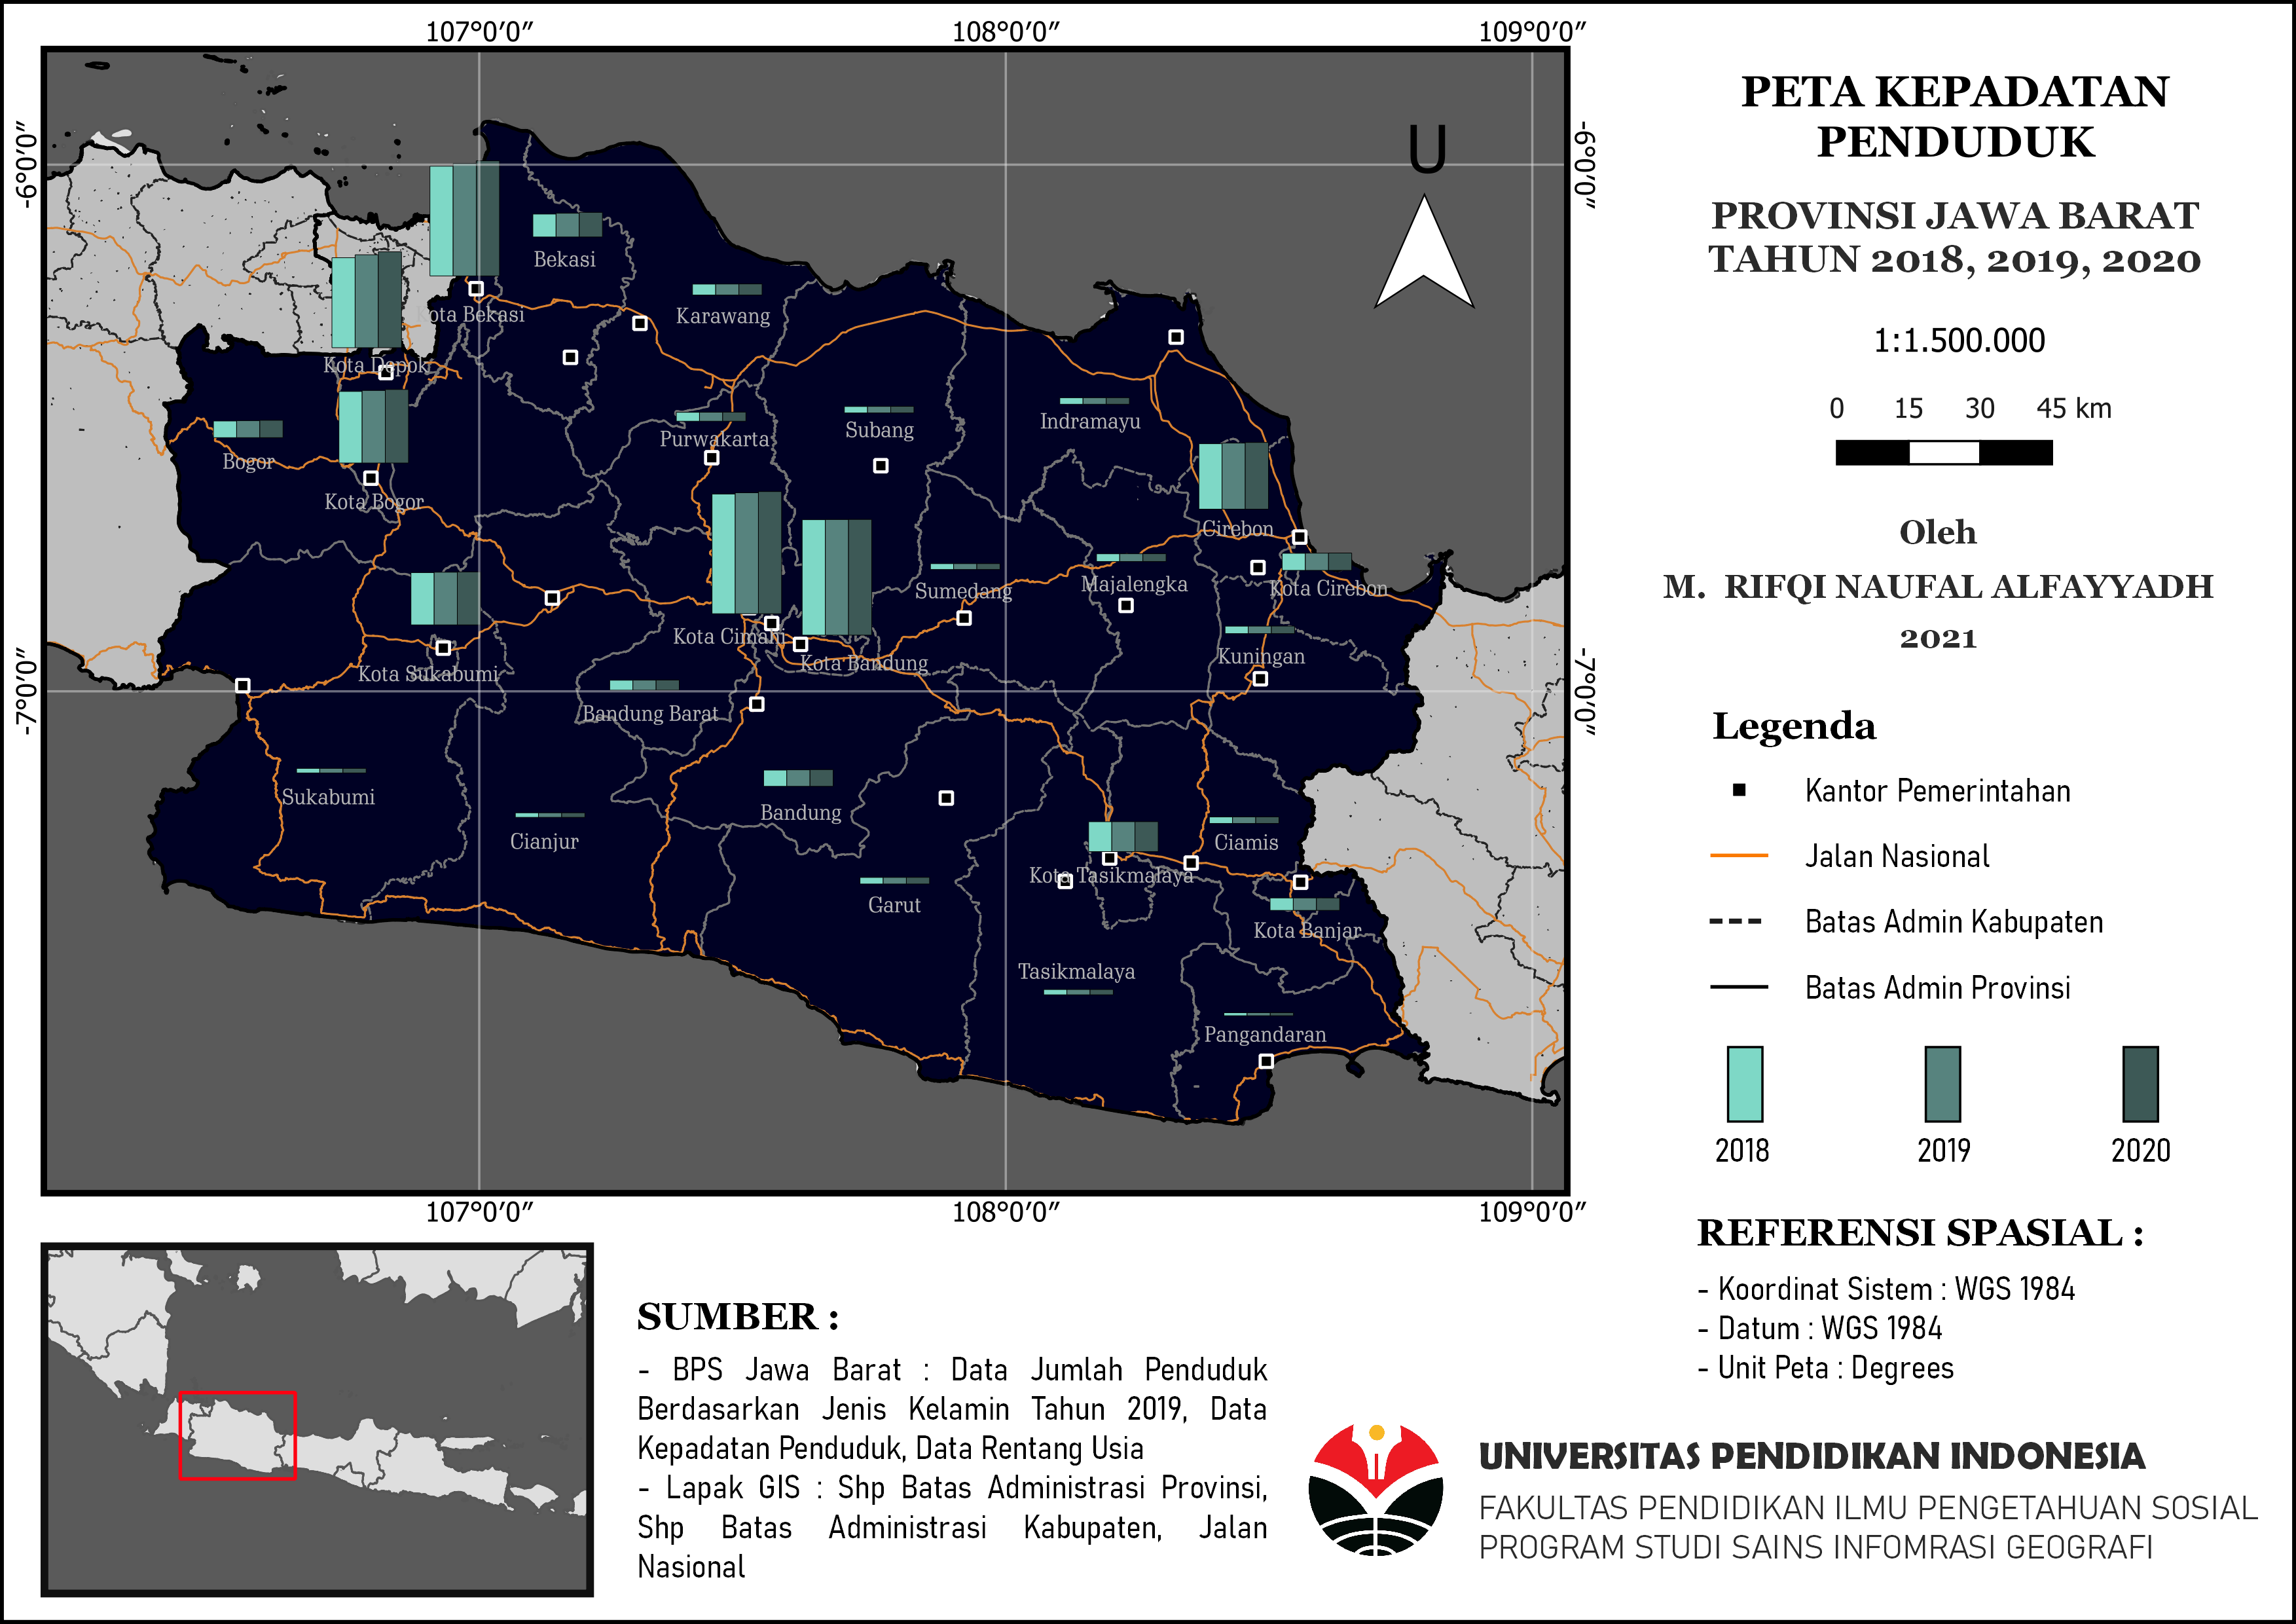 107°0′0″ 108°0′0″ 109°0′0″
-6°0′0″ -6°0′0″
-7°0′0″ -7°0′0″
U
Bekasi
Kota Bekasi
Karawang
Kota Depok
Purwakarta
Subang
Indramayu
Bogor
Kota Bogor
Cirebon
Kota Cirebon
Sumedang
Majalengka
Kota Cimahi
Kota Bandung
Kuningan
Kota Sukabumi
Bandung Barat
Sukabumi
Cianjur
Bandung
Ciamis
Garut
Kota Tasikmalaya
Kota Banjar
Tasikmalaya
Pangandaran
107°0′0″ 108°0′0″ 109°0′0″
PETA KEPADATAN
PENDUDUK
PROVINSI JAWA BARAT
TAHUN 2018, 2019, 2020
1:1.500.000
0 15 30 45 km
Oleh
M. RIFQI NAUFAL ALFAYYADH
2021
Legenda
Kantor Pemerintahan
Jalan Nasional
Batas Admin Kabupaten
Batas Admin Provinsi
2018 2019 2020
REFERENSI SPASIAL :
- Koordinat Sistem : WGS 1984
- Datum : WGS 1984
- Unit Peta : Degrees
SUMBER :
- BPS Jawa Barat : Data Jumlah Penduduk
Berdasarkan Jenis Kelamin Tahun 2019, Data
Kepadatan Penduduk, Data Rentang Usia
- Lapak GIS : Shp Batas Administrasi Provinsi,
Shp Batas Administrasi Kabupaten, Jalan
Nasional
UNIVERSITAS PENDIDIKAN INDONESIA
FAKULTAS PENDIDIKAN ILMU PENGETAHUAN SOSIAL
PROGRAM STUDI SAINS INFOMRASI GEOGRAFI